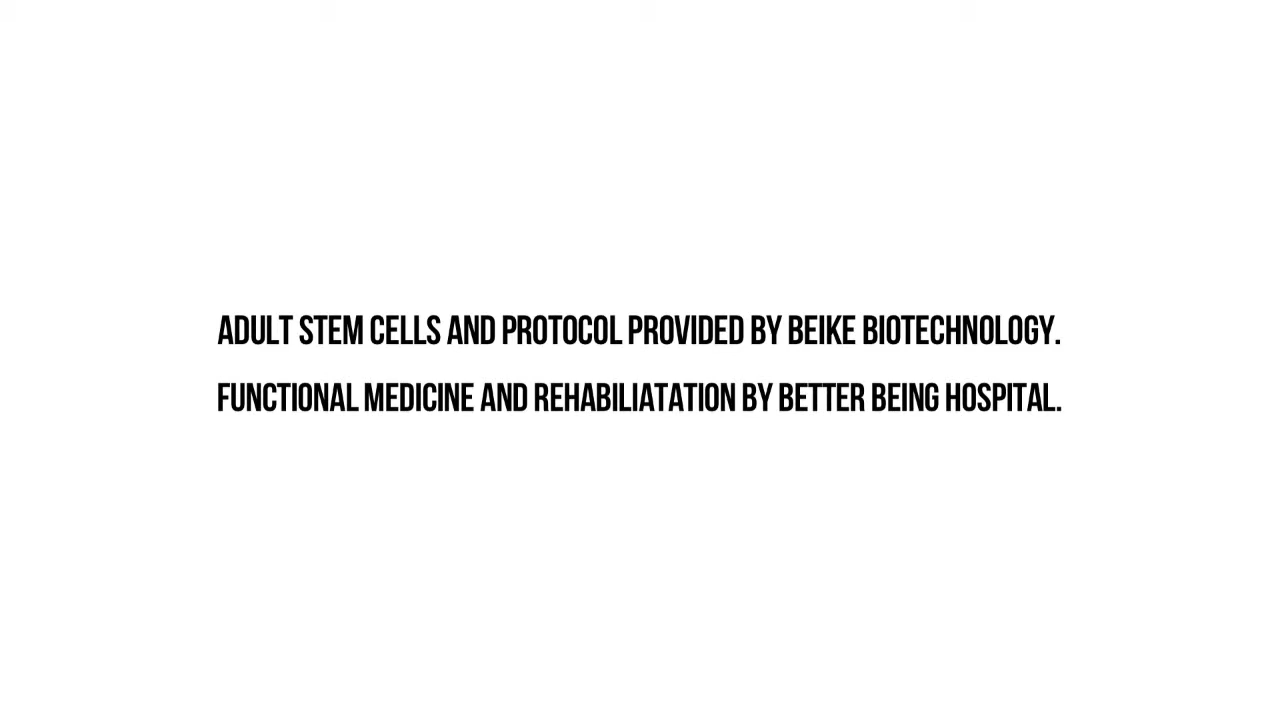 ADULT STEM CELLS AND PROTOCOL PROVIDED BY BEIKE BIOTECHNOLOGY.
FUNCTIONAL MEDICINE AND REHABILIATATION BY BETTER BEING HOSPITAL.